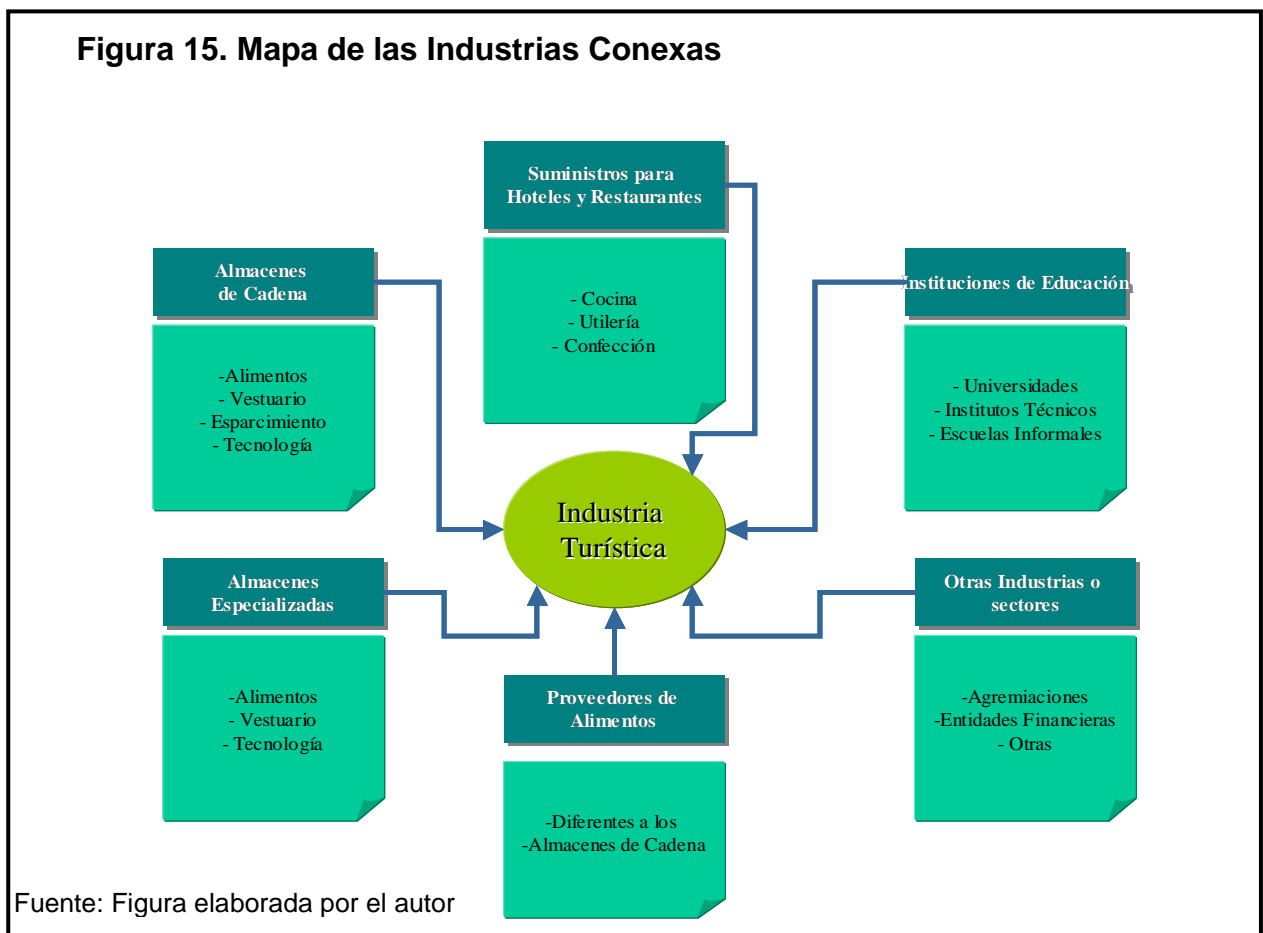 Figura 15. Mapa de las Industrias Conexas
Suministros para
Hoteles y Restaurantes
- Cocina
- Utilería
- Confección
Almacenes
de Cadena
-Alimentos
- Vestuario
- Esparcimiento
- Tecnología
Instituciones de Educación
- Universidades
- Institutos Técnicos
- Escuelas Informales
Industria
Turística
Almacenes
Especializadas
-Alimentos
- Vestuario
- Tecnología
Proveedores de
Alimentos
-Diferentes a los
-Almacenes de Cadena
Otras Industrias o
sectores
-Agremiaciones
-Entidades Financieras
- Otras
Fuente: Figura elaborada por el autor